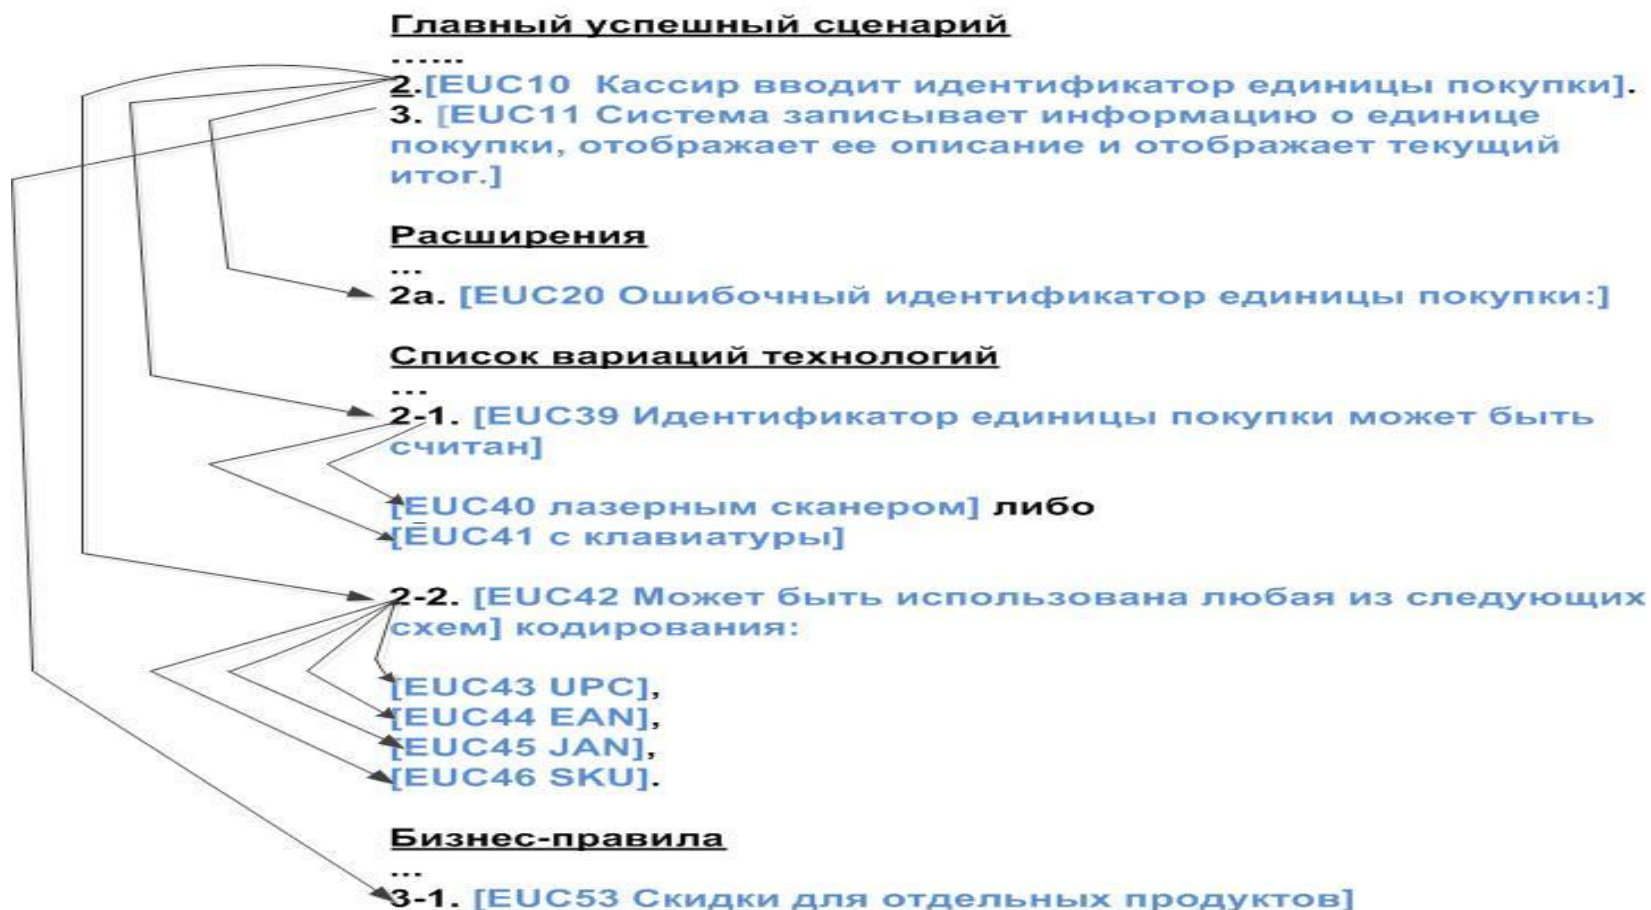 Главный успешный сценарий
......
2.[EUC10 Кассир вводит идентификатор единицы покупки].
3. [EUC11 Система записывает информацию о единице
покупки, отображает ее описание и отображает текущий
итог.]
Расширения
...
2a. [EUC20 Ошибочный идентификатор единицы покупки:]
Список вариаций технологий
...
2-1. [EUC39 Идентификатор единицы покупки может быть
считан]
[EUC40 лазерным сканером] либо
[EUC41 с клавиатуры]
2-2. [EUC42 Может быть использована любая из следующих
схем] кодирования:
[EUC43 UPC],
[EUC44 EAN],
[EUC45 JAN],
[EUC46 SKU].
Бизнес-правила
...
3-1. [EUC53 Скидки для отдельных продуктов]